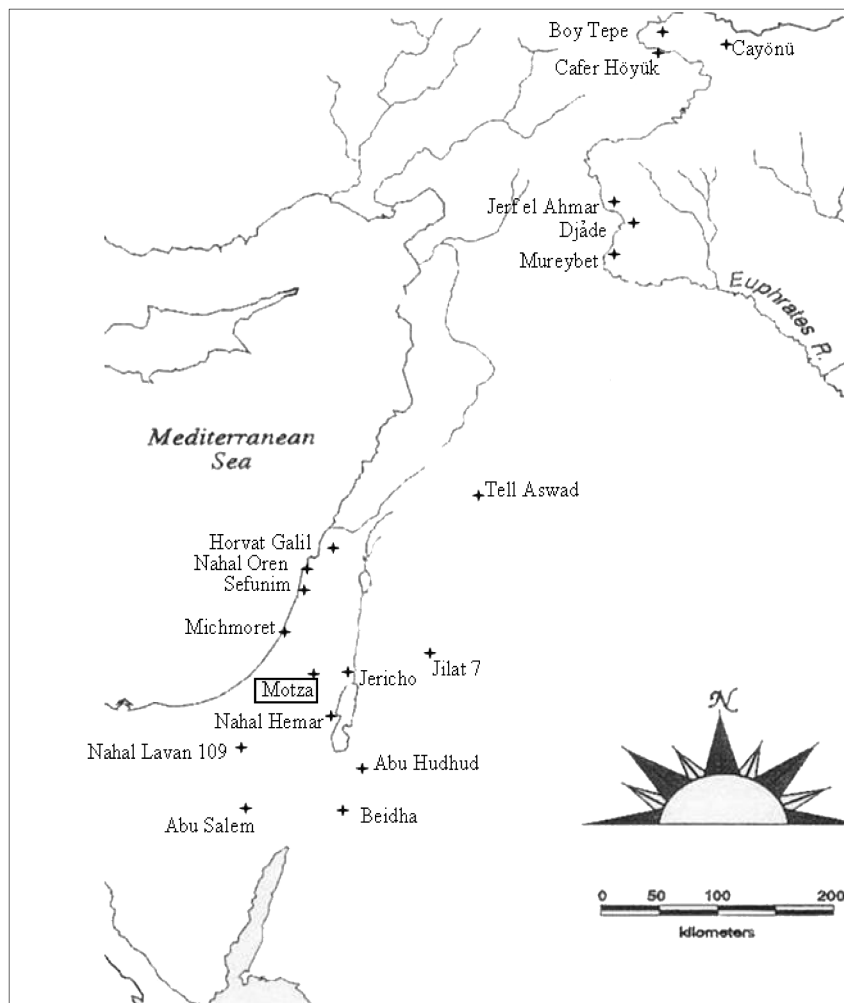 Boy Tepe
Cayönü
Cafer Höyük
Jerf el Ahmar
Djảde
Mureybet
Euphrates R.
Mediterranean
Sea
Tell Aswad
Horvat Galil
Nahal Oren
Sefunim
Michmoret
Jilat 7
Jericho
Motza
Nahal Hemar
N
Nahal Lavan 109
Abu Hudhud
Abu Salem
Beidha
0 50 100 200
kilometers